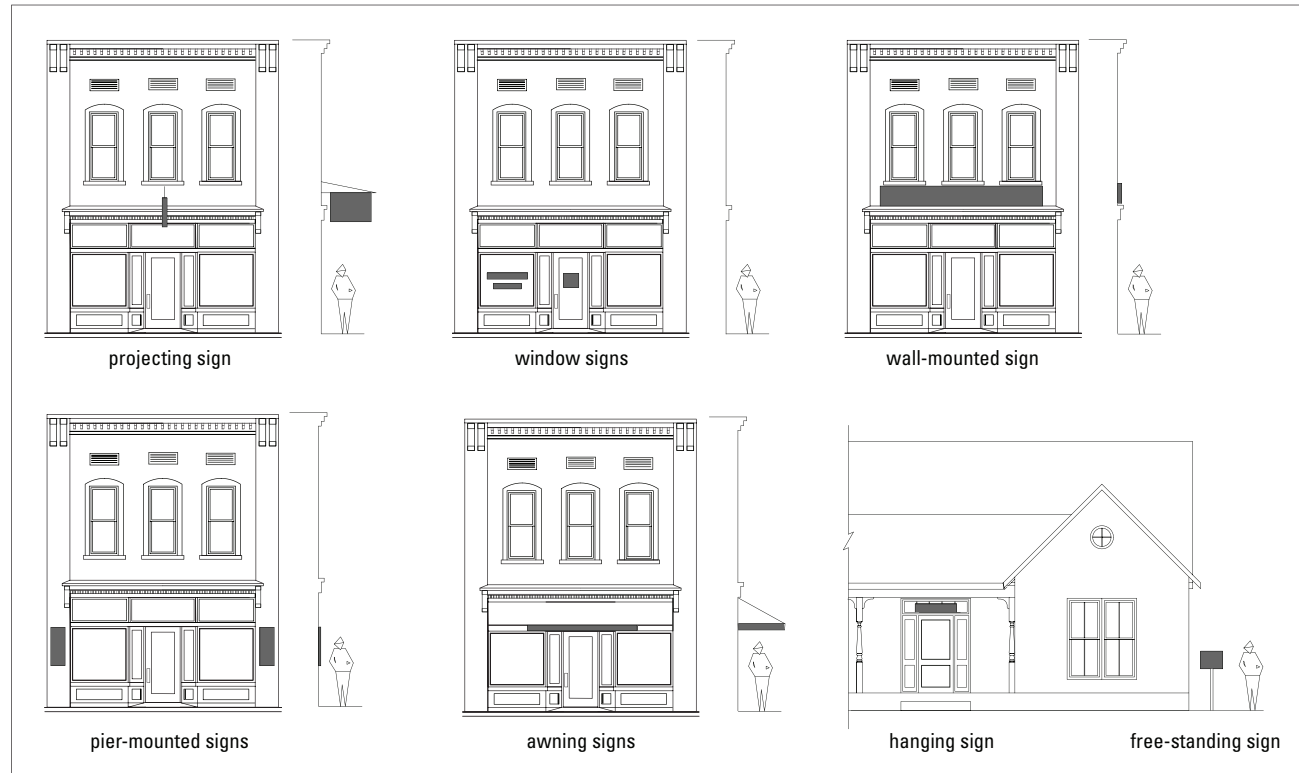 projecting sign
window signs
wall-mounted sign
pier-mounted signs
awning signs
hanging sign
free-standing sign